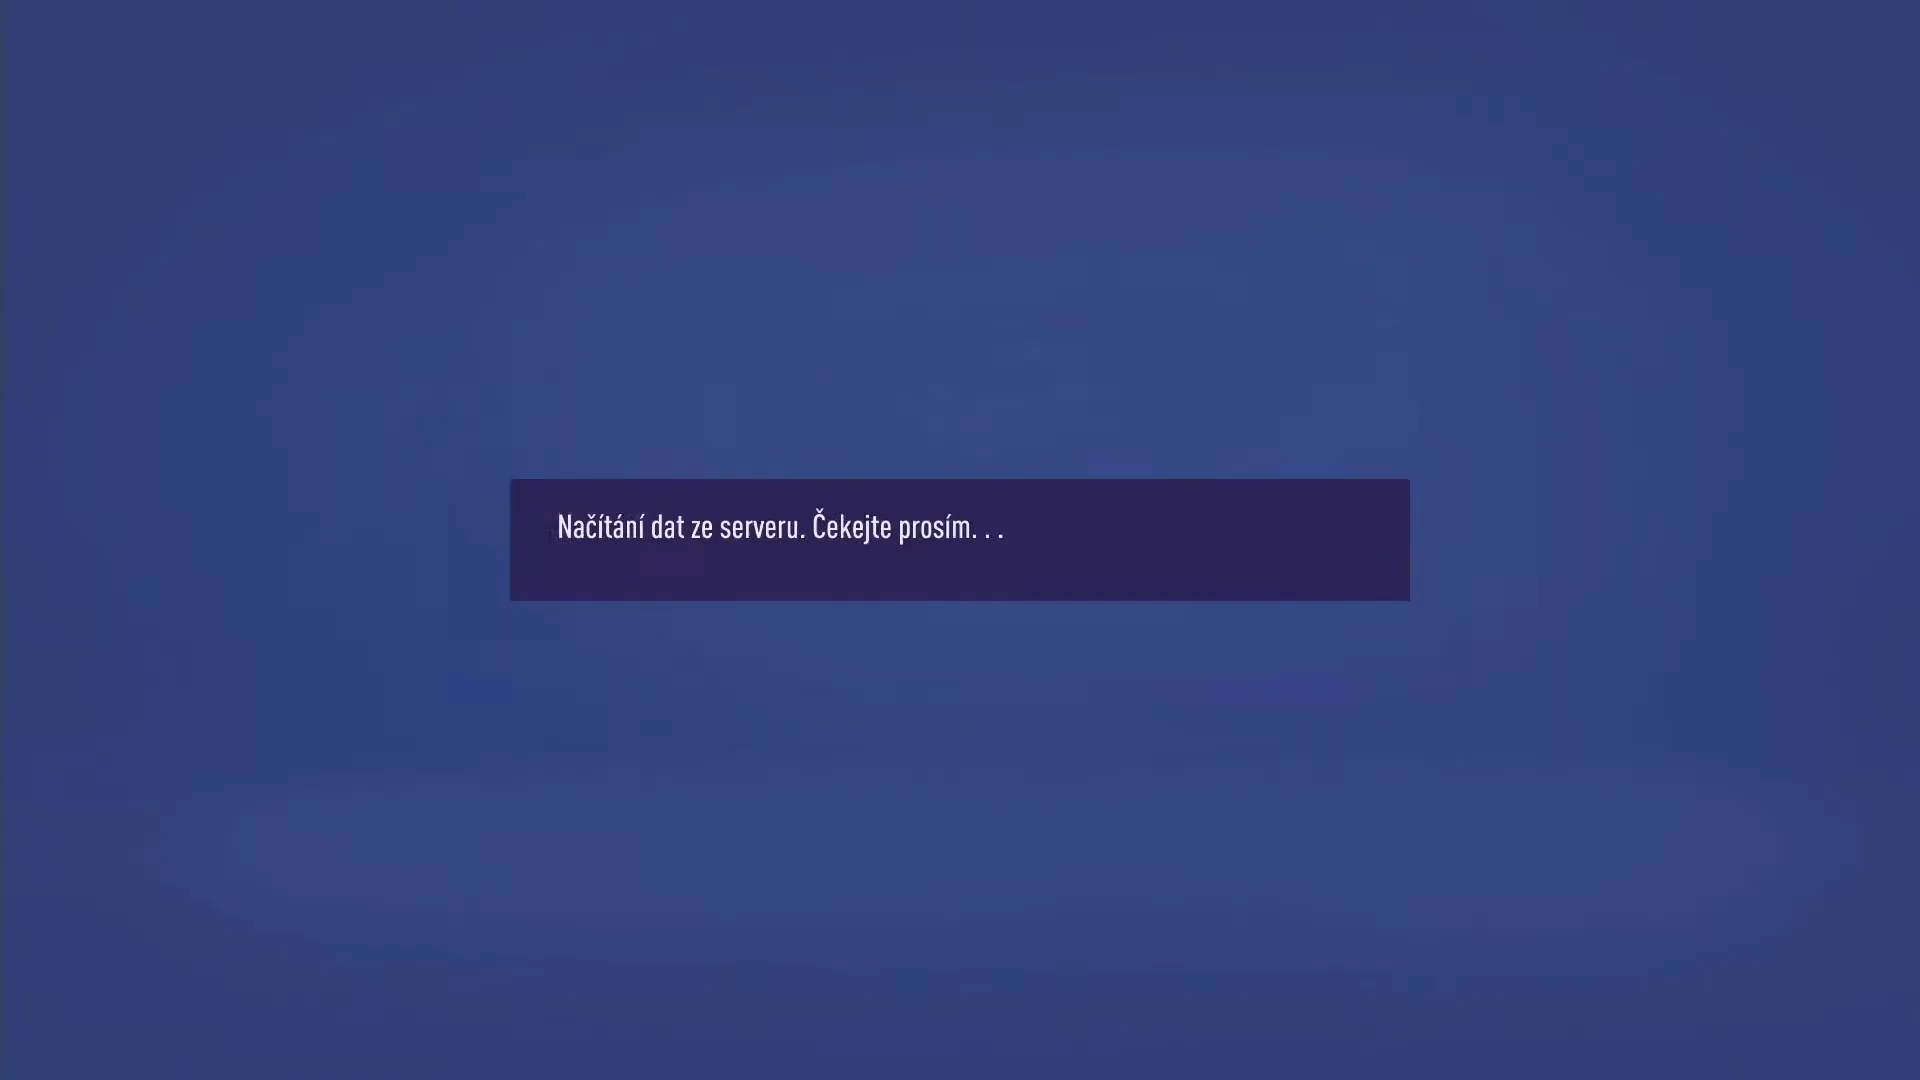 Načítání dat ze serveru. Čekejte prosím. . .